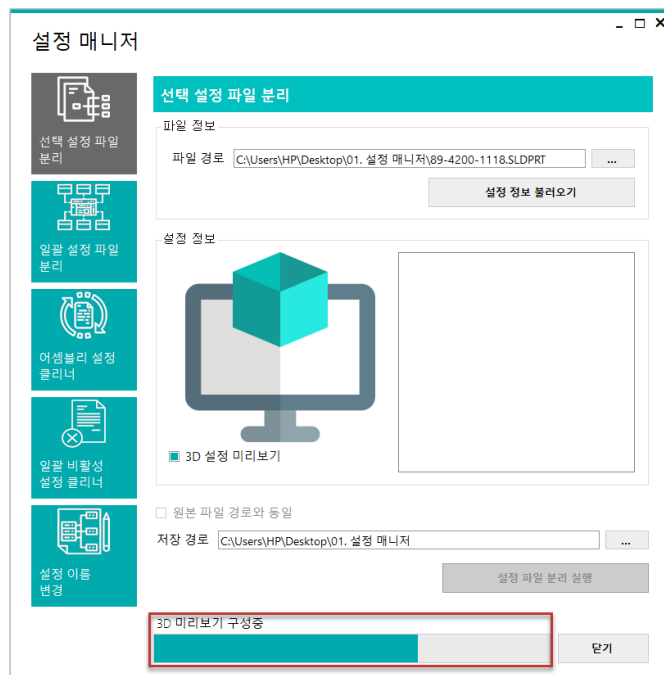 설정 매니저
선택 설정 파일
분리
일괄 설정 파일
분리
어셈블리 설정
클리너
일괄 비활성
설정 클리너
설정 이름
변경
선택 설정 파일 분리
파일 정보
파일 경로 C:\Users\HP\Desktop\01. 설정 매니저\89-4200-1118.SLDPRT ...
설정 정보 불러오기
설정 정보
3D 설정 미리보기
원본 파일 경로와 동일
저장 경로 C:\Users\HP\Desktop\01. 설정 매니저 ...
설정 파일 분리 실행
3D 미리보기 구성중
닫기